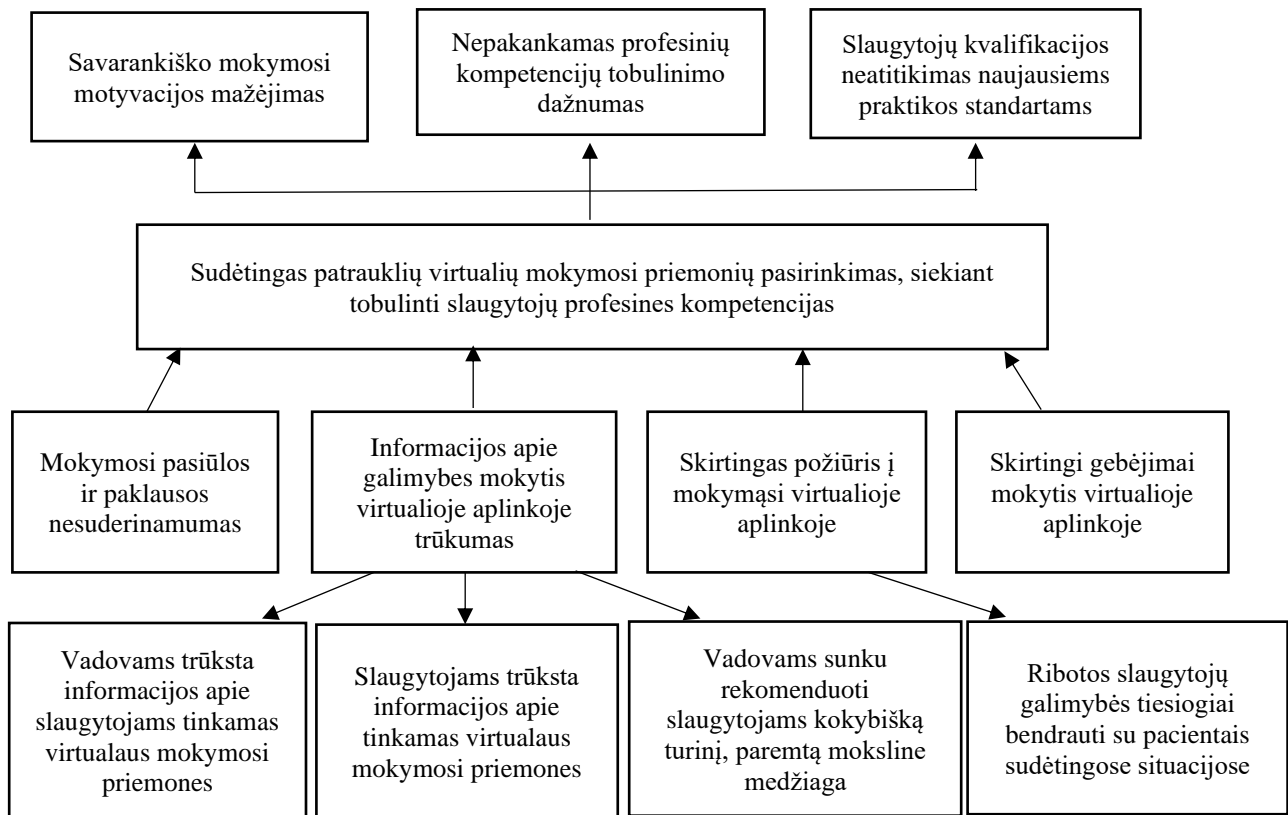 Savarankiško mokymosi
motyvacijos mažėjimas
Nepakankamas profesinių
kompetencijų tobulinimo
dažnumas
Slaugytojų kvalifikacijos
neatitikimas naujausiems
praktikos standartams
Sudėtingas patrauklių virtualių mokymosi priemonių pasirinkimas, siekiant
tobulinti slaugytojų profesines kompetencijas
Mokymosi pasiūlos
ir paklausos
nesuderinamumas
Informacijos apie
galimybes mokytis
virtualioje aplinkoje
trūkumas
Skirtingas požiūris į
mokymąsi virtualioje
aplinkoje
Skirtingi gebėjimai
mokytis virtualioje
aplinkoje
Vadovams trūksta
informacijos apie
slaugytojams tinkamas
virtualaus mokymosi
priemones
Slaugytojams trūksta
informacijos apie
tinkamas virtualaus
mokymosi priemones
Vadovams sunku
rekomenduoti
slaugytojams kokybišką
turinį, paremtą moksline
medžiaga
Ribotos slaugytojų
galimybės tiesiogiai
bendrauti su pacientais
sudėtingose situacijose